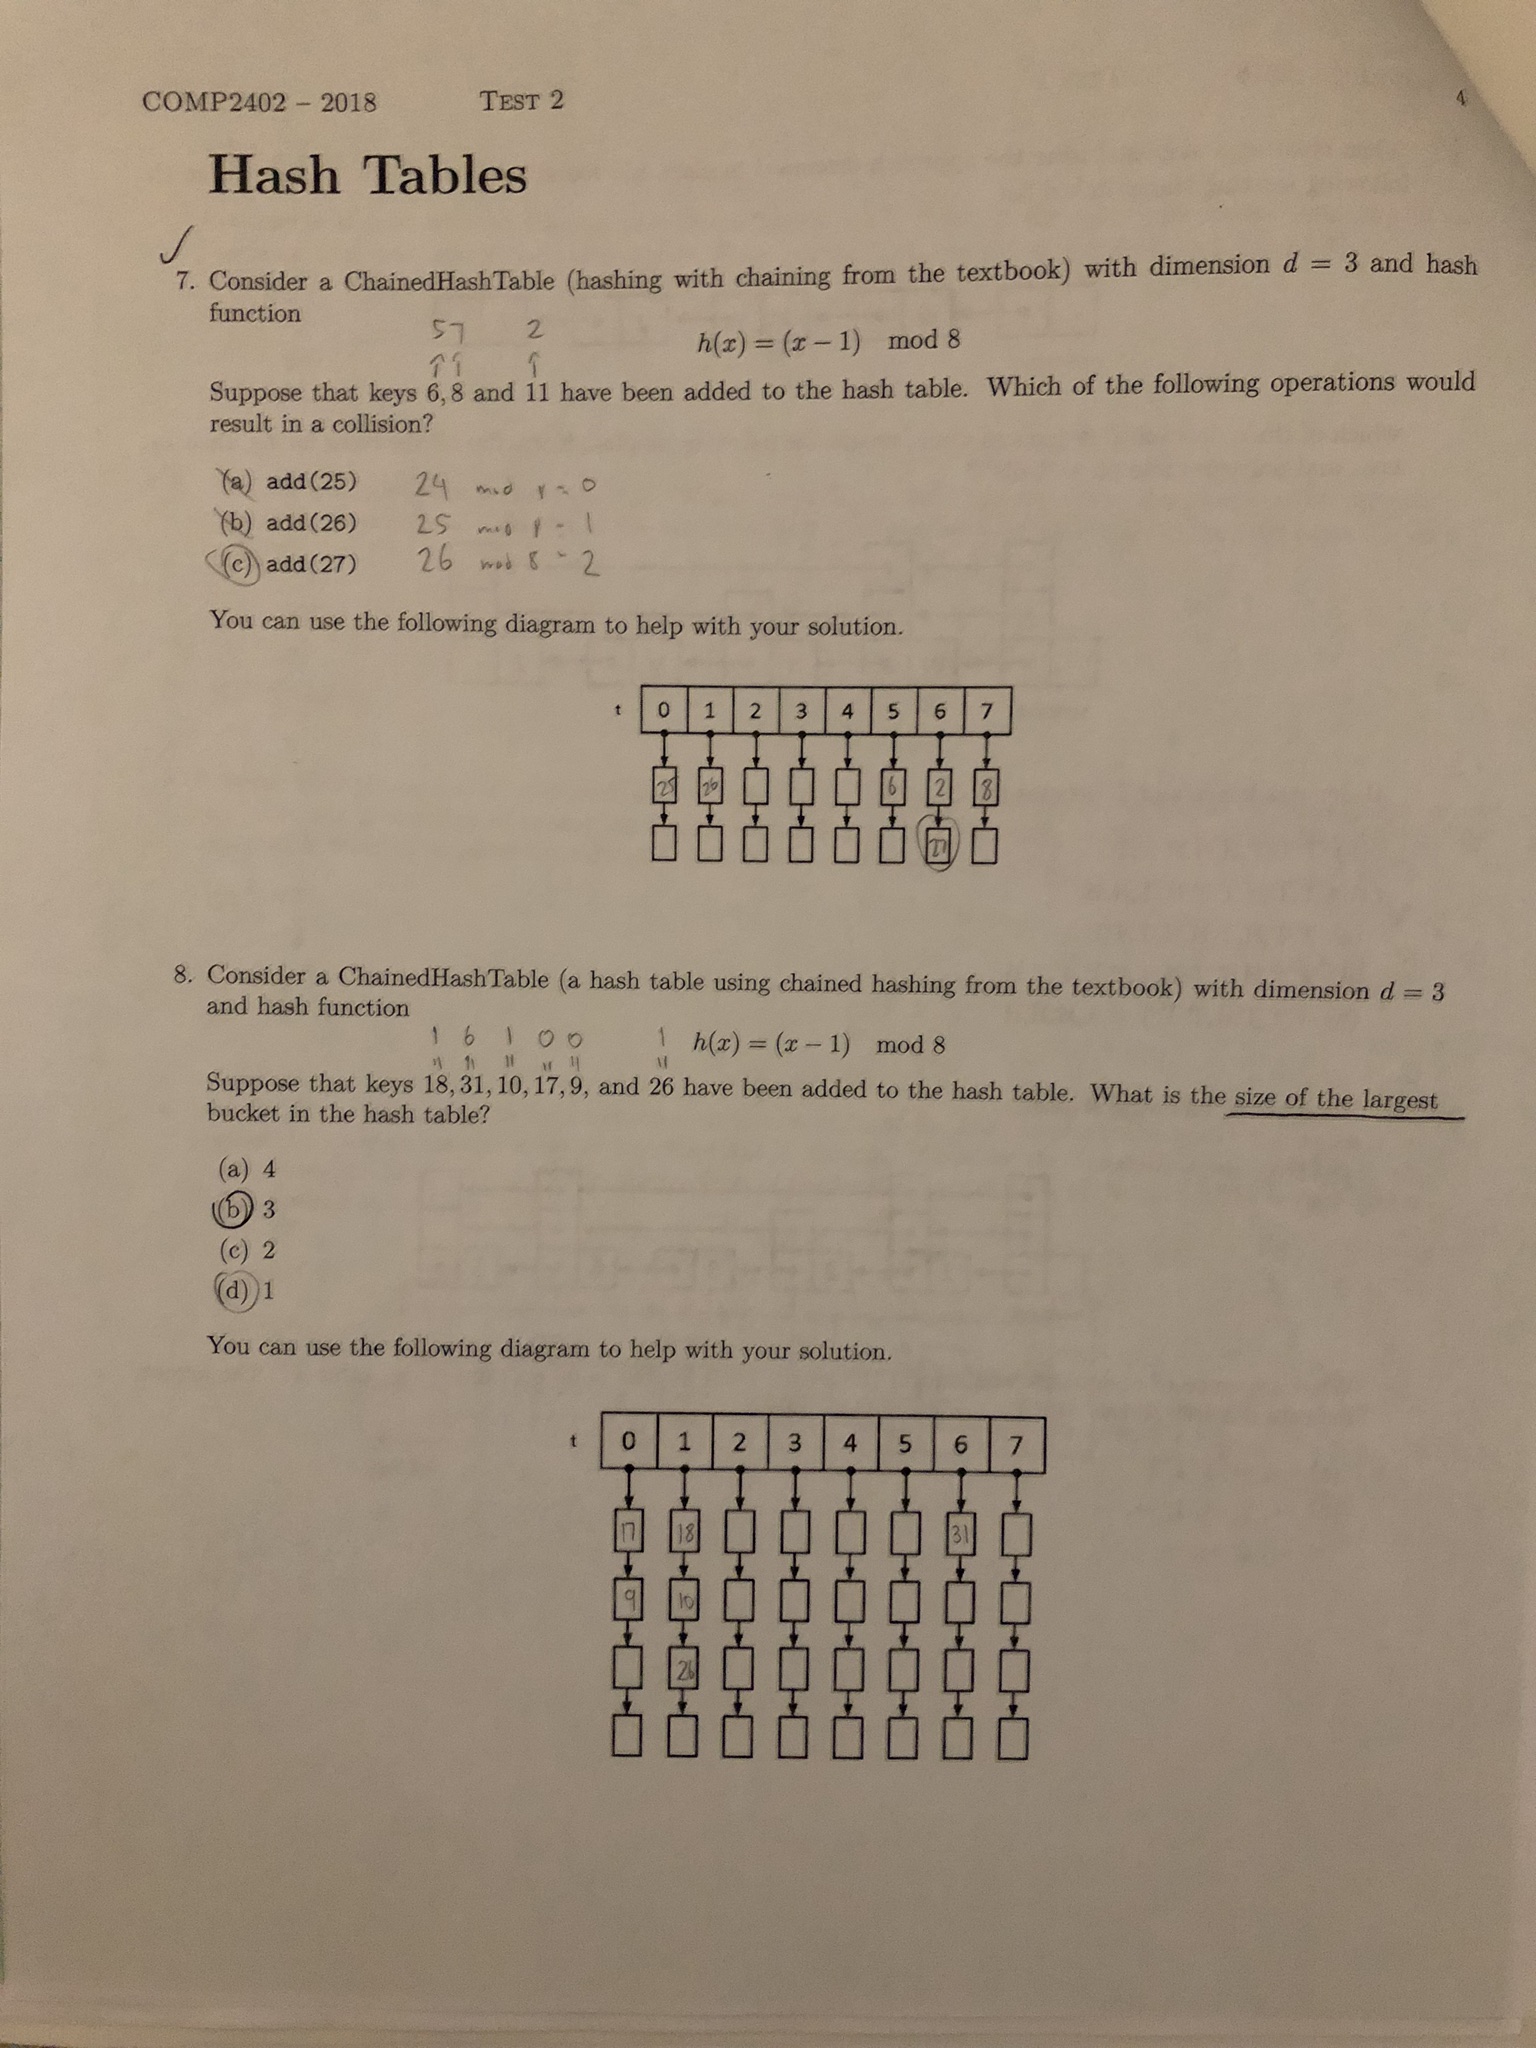 COMP2402 – 2018 TEST 2 4
Hash Tables
7. Consider a ChainedHashTable (hashing with chaining from the textbook) with dimension d = 3 and hash
function
57 2
h(x) = (x − 1) mod 8
Suppose that keys 6, 8 and 11 have been added to the hash table. Which of the following operations would
result in a collision?
(a) add(25) 24 mod 8 = 0
(b) add(26) 25 mod 8 = 1
(c) add(27) 26 mod 8 = 2
You can use the following diagram to help with your solution.
t 0 1 2 3 4 5 6 7
25 26 6 2 8
27
8. Consider a ChainedHashTable (a hash table using chained hashing from the textbook) with dimension d = 3
and hash function
1 6 1 0 0 1 h(x) = (x − 1) mod 8
Suppose that keys 18, 31, 10, 17, 9, and 26 have been added to the hash table. What is the size of the largest
bucket in the hash table?
(a) 4
(b) 3
(c) 2
(d) 1
You can use the following diagram to help with your solution.
t 0 1 2 3 4 5 6 7
17 18 31
9 10
26